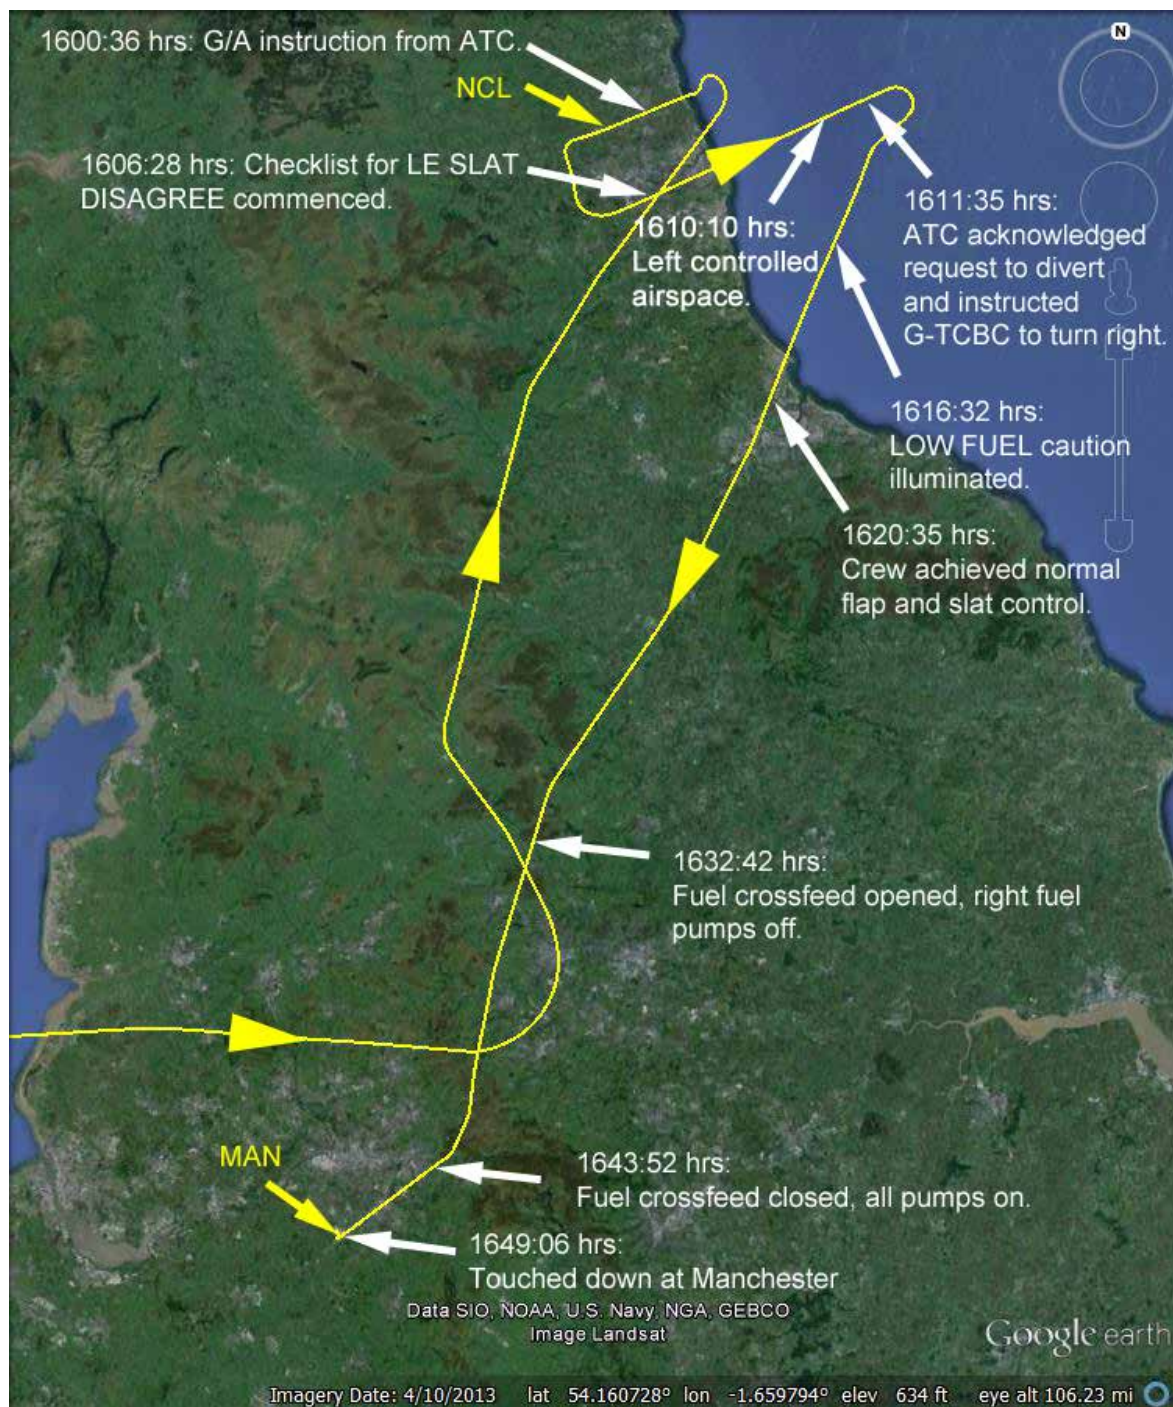 1600:36 hrs: G/A instruction from ATC.
NCL
1606:28 hrs: Checklist for LE SLAT
DISAGREE commenced.
N
1610:10 hrs:
Left controlled
airspace.
1611:35 hrs:
ATC acknowledged
request to divert
and instructed
G-TCBC to turn right.
1616:32 hrs:
LOW FUEL caution
illuminated.
1620:35 hrs:
Crew achieved normal
flap and slat control.
1632:42 hrs:
Fuel crossfeed opened, right fuel
pumps off.
MAN
1643:52 hrs:
Fuel crossfeed closed, all pumps on.
1649:06 hrs:
Touched down at Manchester
Data SIO, NOAA, U.S. Navy, NGA, GEBCO
Image Landsat
Google earth
Imagery Date: 4/10/2013 lat 54.160728° lon -1.659794° elev 634 ft eye alt 106.23 mi